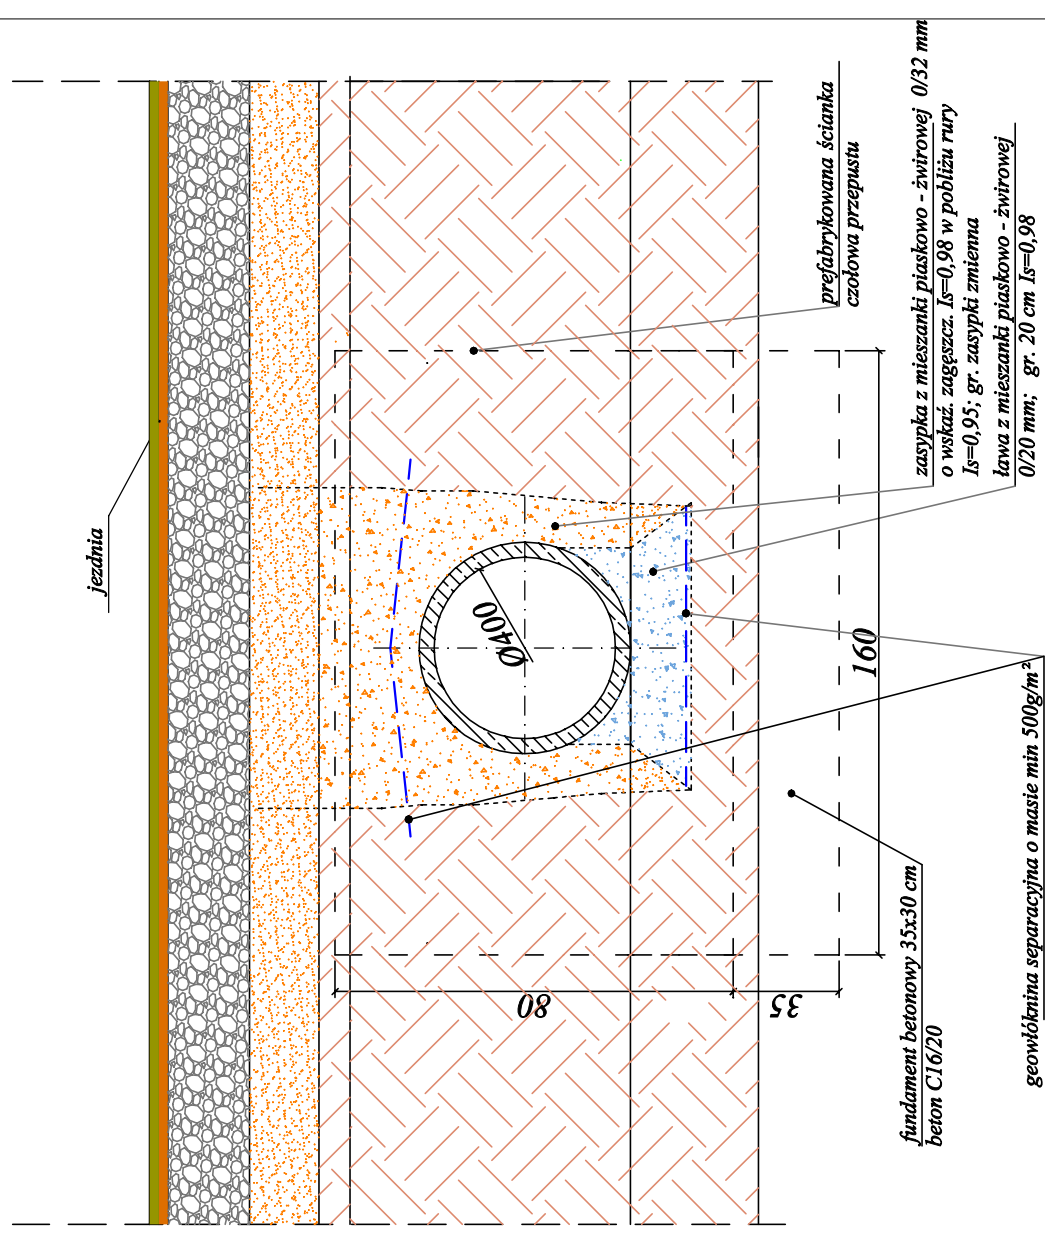 jezdnia
prefabrykowana ścianka
czołowa przepustu
zasypka z mieszanki piaskowo - żwirowej 0/32 mm
o wskaź. zagęszcz. Is=0,98 w pobliżu rury
Is=0,95; gr. zasypki zmienna
ława z mieszanki piaskowo - żwirowej
0/20 mm; gr. 20 cm Is=0,98
Ø400
160
80
35
fundament betonowy 35x30 cm
beton C16/20
geowłóknina separacyjna o masie min 500g/m²